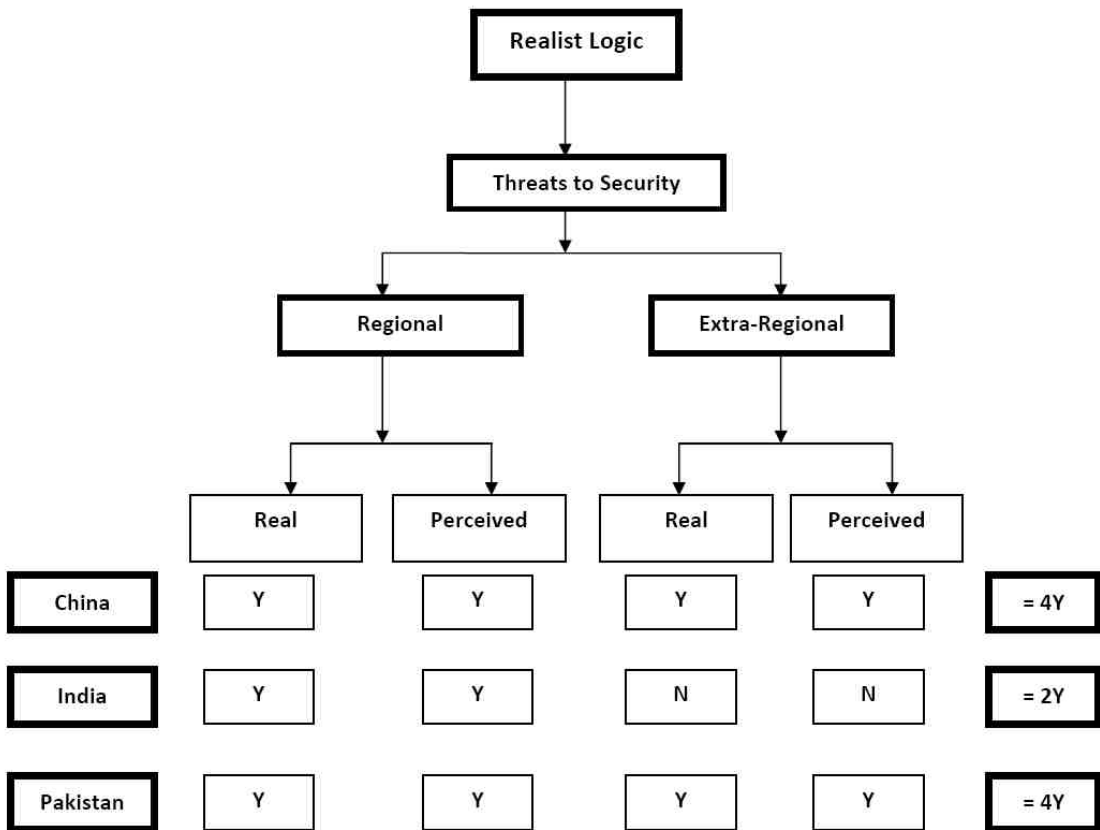 Realist Logic
Threats to Security
Regional Extra-Regional
Real Perceived Real Perceived
China Y Y Y Y = 4Y
India Y Y N N = 2Y
Pakistan Y Y Y Y = 4Y